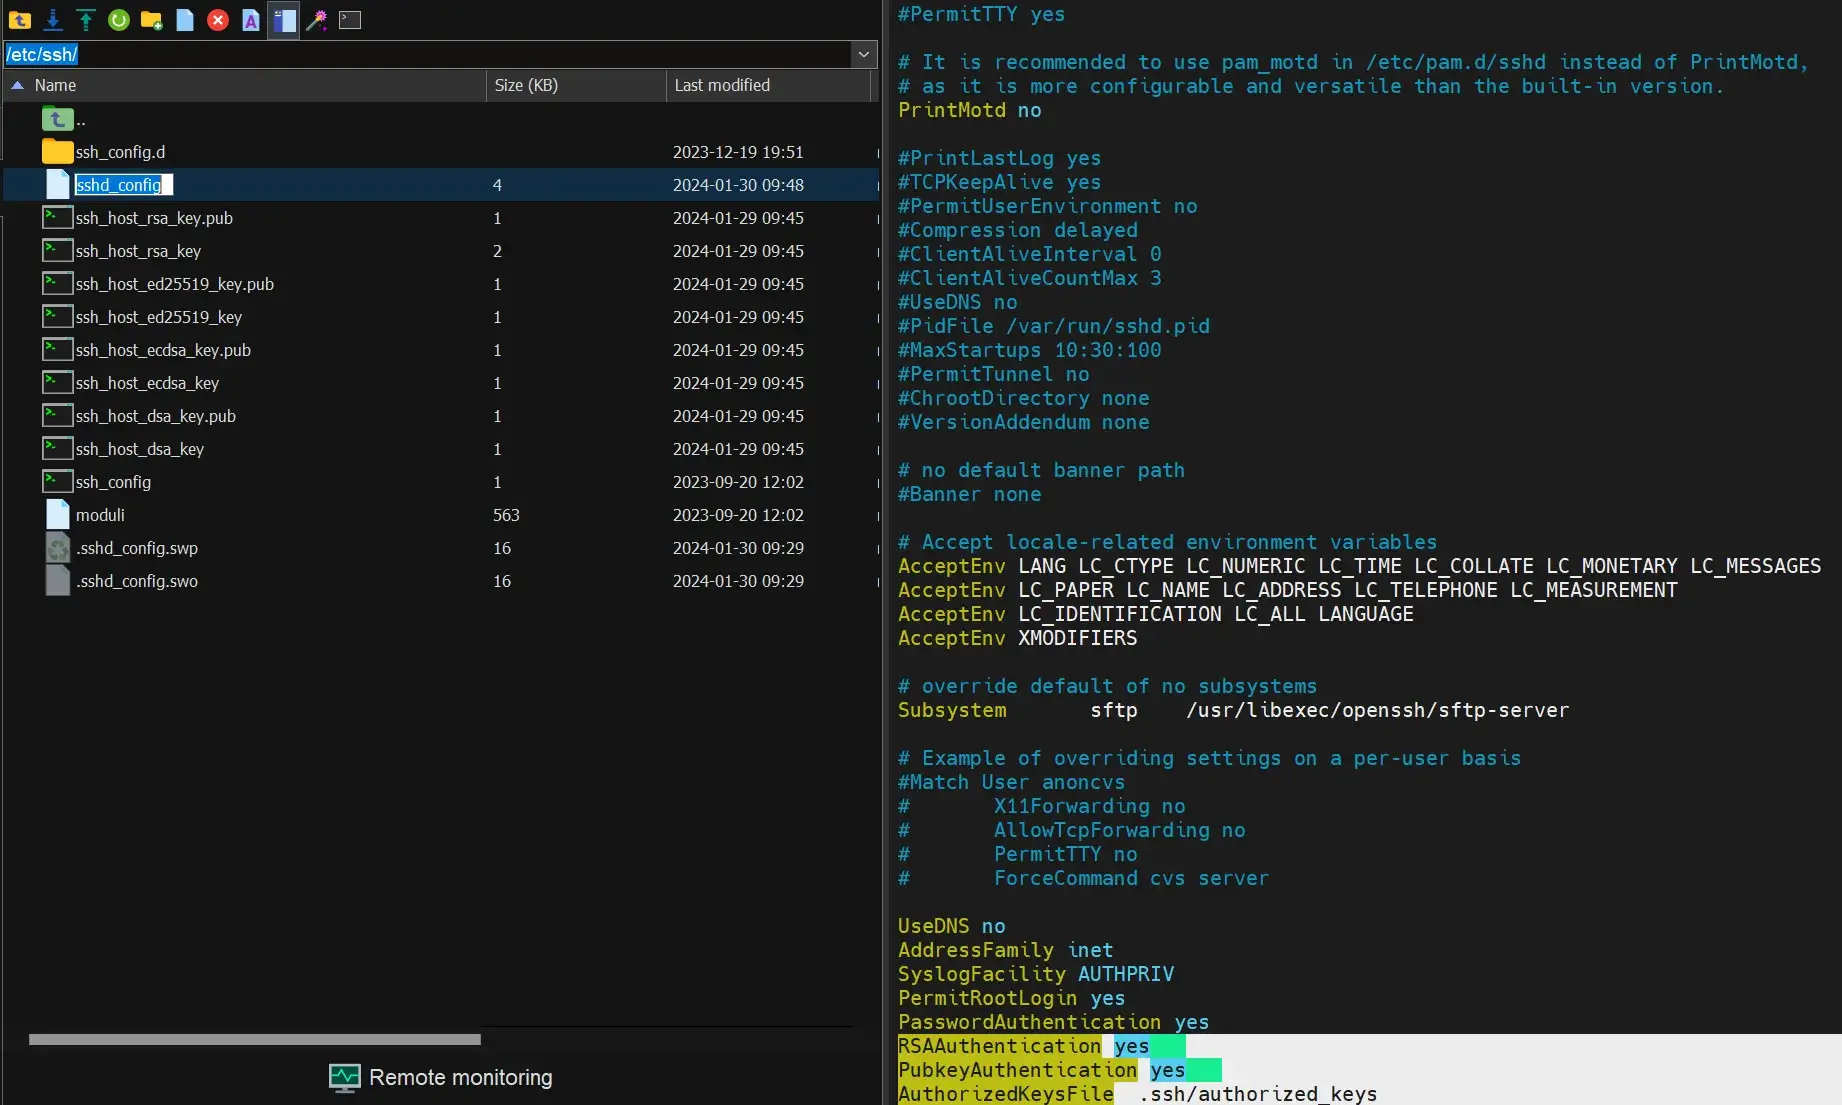 /etc/ssh/
Name Size (KB) Last modified
..
ssh_config.d 2023-12-19 19:51
sshd_config 4 2024-01-30 09:48
ssh_host_rsa_key.pub 1 2024-01-29 09:45
ssh_host_rsa_key 2 2024-01-29 09:45
ssh_host_ed25519_key.pub 1 2024-01-29 09:45
ssh_host_ed25519_key 1 2024-01-29 09:45
ssh_host_ecdsa_key.pub 1 2024-01-29 09:45
ssh_host_ecdsa_key 1 2024-01-29 09:45
ssh_host_dsa_key.pub 1 2024-01-29 09:45
ssh_host_dsa_key 1 2024-01-29 09:45
ssh_config 1 2023-09-20 12:02
moduli 563 2023-09-20 12:02
.sshd_config.swp 16 2024-01-30 09:29
.sshd_config.swo 16 2024-01-30 09:29
Remote monitoring
#PermitTTY yes
# It is recommended to use pam_motd in /etc/pam.d/sshd instead of PrintMotd,
# as it is more configurable and versatile than the built-in version.
PrintMotd no
#PrintLastLog yes
#TCPKeepAlive yes
#PermitUserEnvironment no
#Compression delayed
#ClientAliveInterval 0
#ClientAliveCountMax 3
#UseDNS no
#PidFile /var/run/sshd.pid
#MaxStartups 10:30:100
#PermitTunnel no
#ChrootDirectory none
#VersionAddendum none
# no default banner path
#Banner none
# Accept locale-related environment variables
AcceptEnv LANG LC_CTYPE LC_NUMERIC LC_TIME LC_COLLATE LC_MONETARY LC_MESSAGES
AcceptEnv LC_PAPER LC_NAME LC_ADDRESS LC_TELEPHONE LC_MEASUREMENT
AcceptEnv LC_IDENTIFICATION LC_ALL LANGUAGE
AcceptEnv XMODIFIERS
# override default of no subsystems
Subsystem sftp /usr/libexec/openssh/sftp-server
# Example of overriding settings on a per-user basis
#Match User anoncvs
# X11Forwarding no
# AllowTcpForwarding no
# PermitTTY no
# ForceCommand cvs server
UseDNS no
AddressFamily inet
SyslogFacility AUTHPRIV
PermitRootLogin yes
PasswordAuthentication yes
RSAAuthentication yes
PubkeyAuthentication yes
AuthorizedKeysFile .ssh/authorized_keys